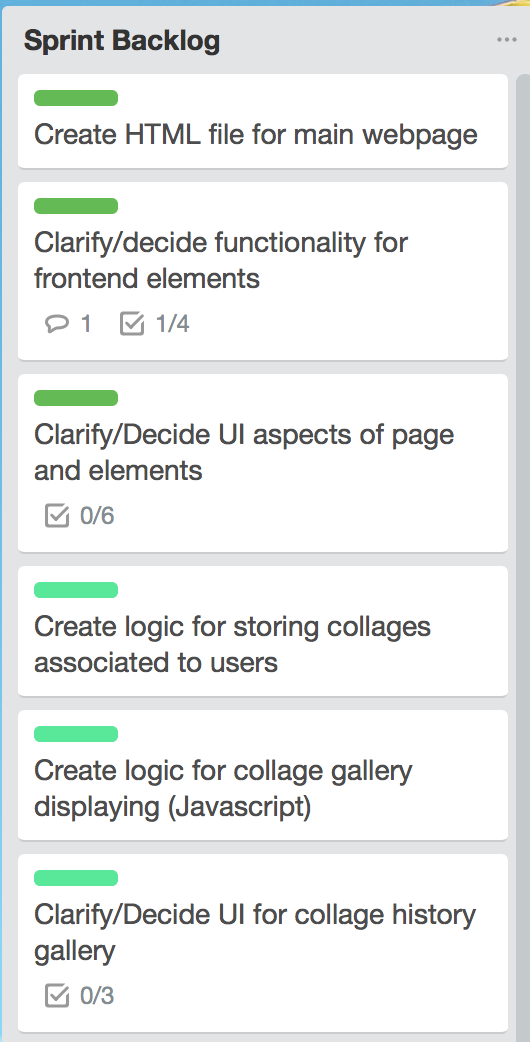 Sprint Backlog
Create HTML file for main webpage
Clarify/decide functionality for
frontend elements
1 1/4
Clarify/Decide UI aspects of page
and elements
0/6
Create logic for storing collages
associated to users
Create logic for collage gallery
displaying (Javascript)
Clarify/Decide UI for collage history
gallery
0/3